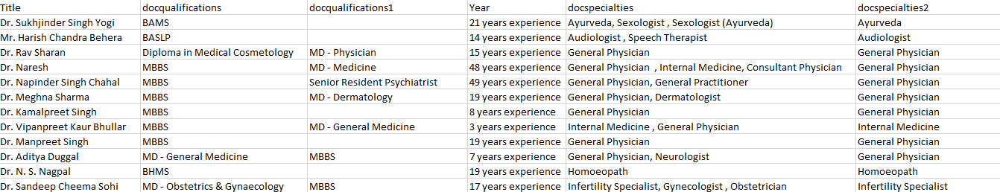 Title docqualifications docqualifications1 Year docspecialties docspecialties2
Dr. Sukhjinder Singh Yogi BAMS 21 years experience Ayurveda, Sexologist , Sexologist (Ayurveda) Ayurveda
Mr. Harish Chandra Behera BASLP 14 years experience Audiologist , Speech Therapist Audiologist
Dr. Rav Sharan Diploma in Medical Cosmetology MD - Physician 15 years experience General Physician General Physician
Dr. Naresh MBBS MD - Medicine 48 years experience General Physician , Internal Medicine, Consultant Physician General Physician
Dr. Napinder Singh Chahal MBBS Senior Resident Psychiatrist 49 years experience General Physician, General Practitioner General Physician
Dr. Meghna Sharma MBBS MD - Dermatology 19 years experience General Physician, Dermatologist General Physician
Dr. Kamalpreet Singh MBBS 8 years experience General Physician General Physician
Dr. Vipanpreet Kaur Bhullar MBBS MD - General Medicine 3 years experience Internal Medicine , General Physician Internal Medicine
Dr. Manpreet Singh MBBS 19 years experience General Physician General Physician
Dr. Aditya Duggal MD - General Medicine MBBS 7 years experience General Physician, Neurologist General Physician
Dr. N. S. Nagpal BHMS 19 years experience Homoeopath Homoeopath
Dr. Sandeep Cheema Sohi MD - Obstetrics & Gynaecology MBBS 17 years experience Infertility Specialist, Gynecologist , Obstetrician Infertility Specialist